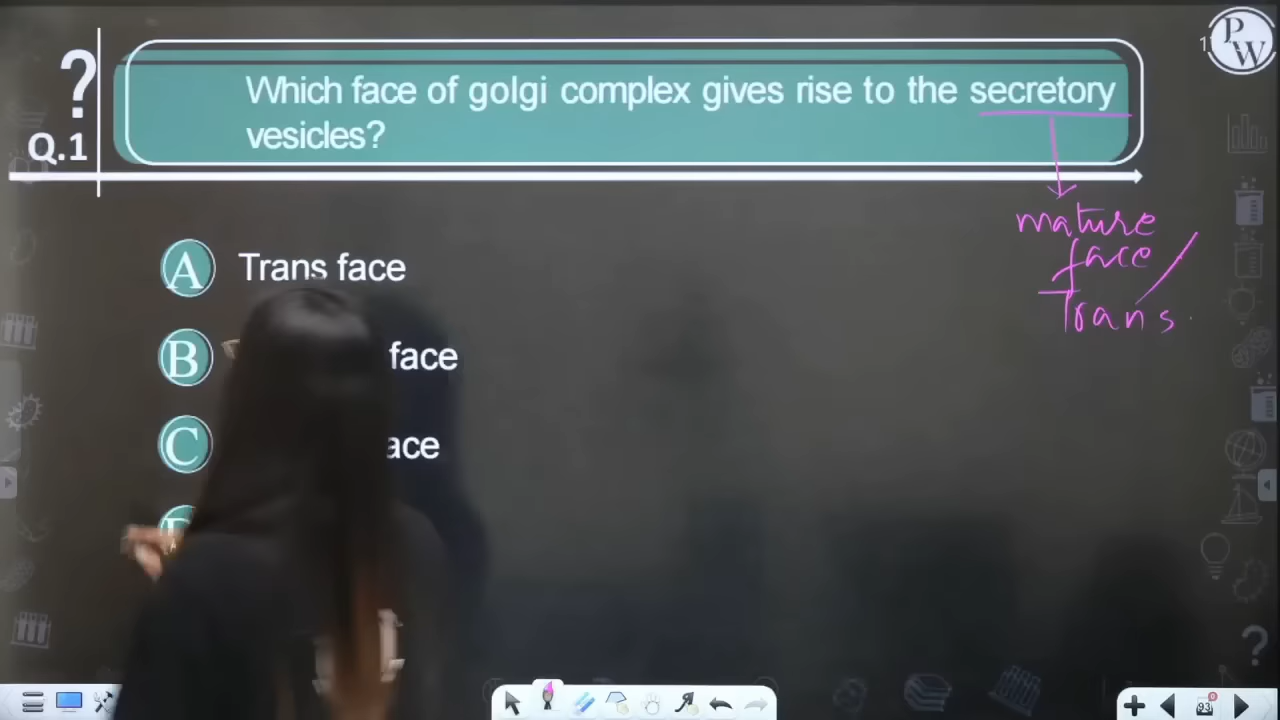 PW
?
Q.1
Which face of golgi complex gives rise to the secretory
vesicles?
mature
face /
Trans
A Trans face
B face
C
D
93